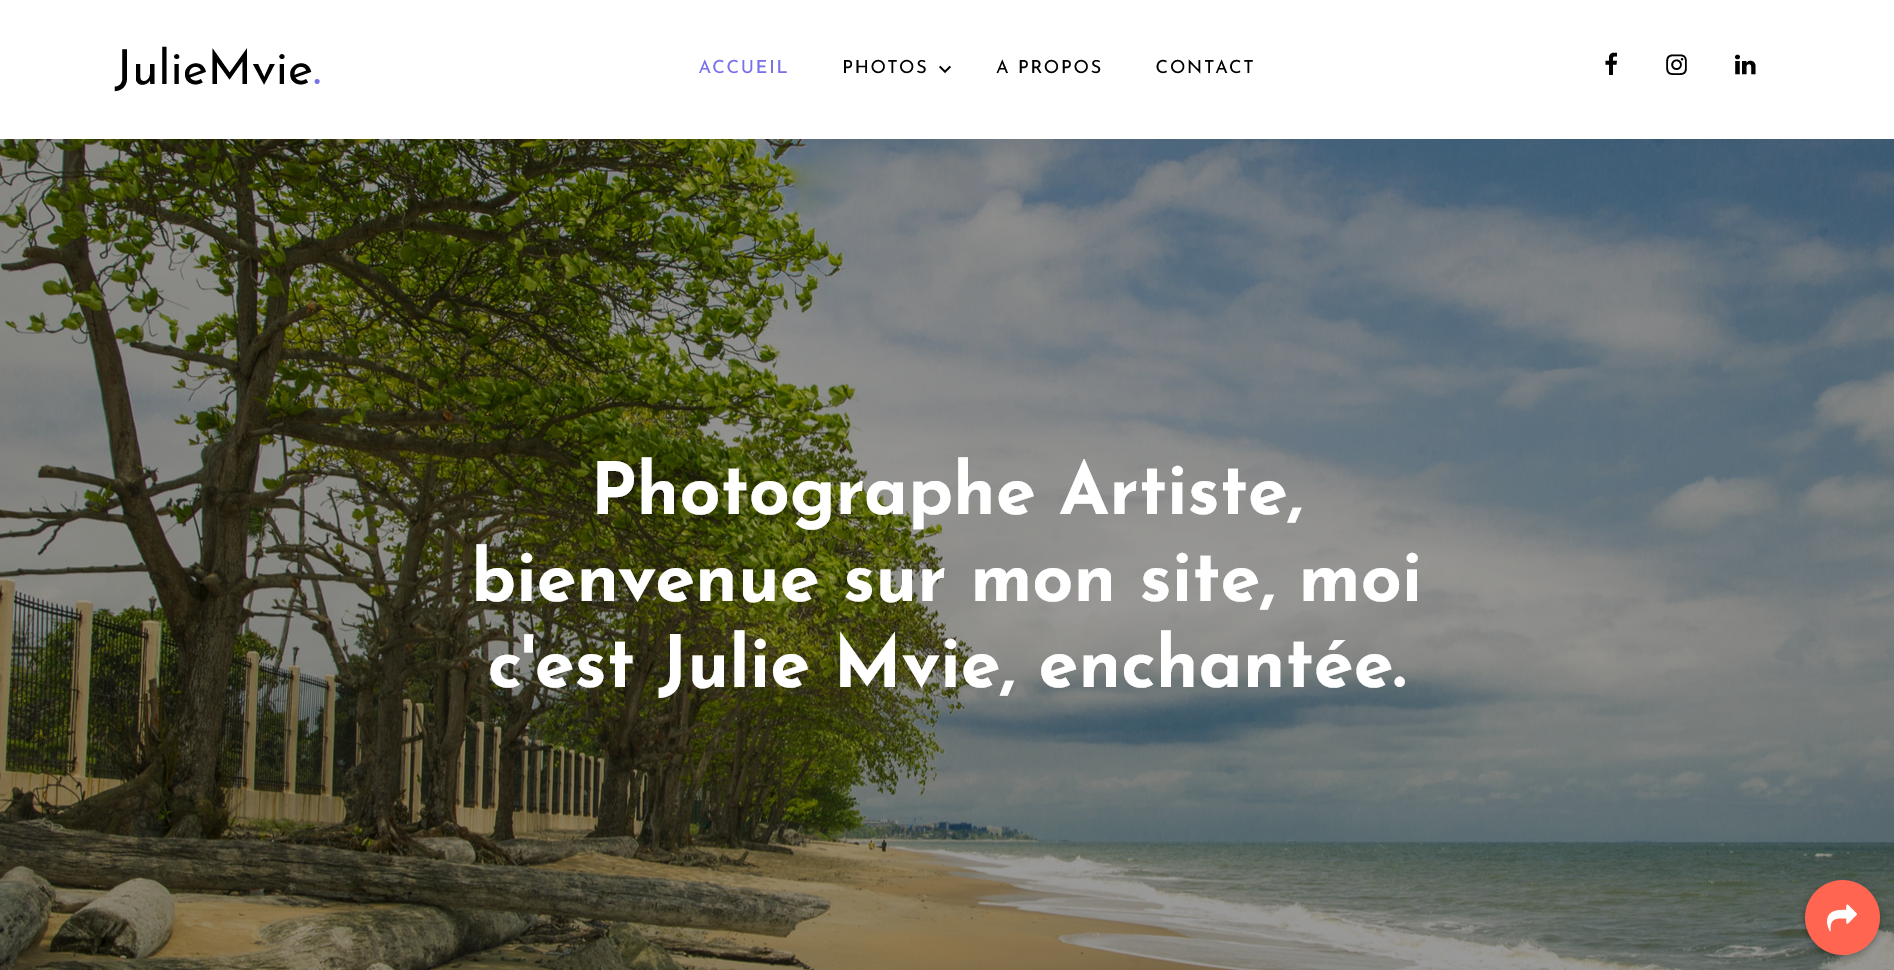 JulieMvie.
ACCUEIL
PHOTOS
A PROPOS
CONTACT
Photographe Artiste,
bienvenue sur mon site, moi
c'est Julie Mvie, enchantée.